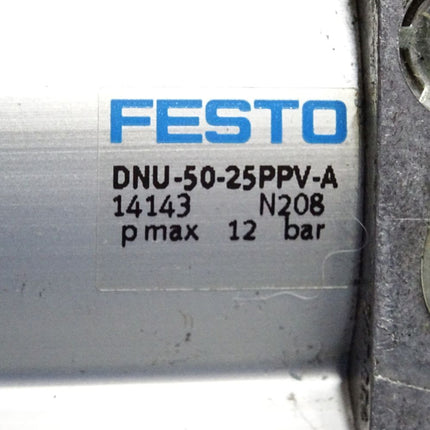 FESTO
DNU-50-25PPV-A
14143 N208
p max 12 bar